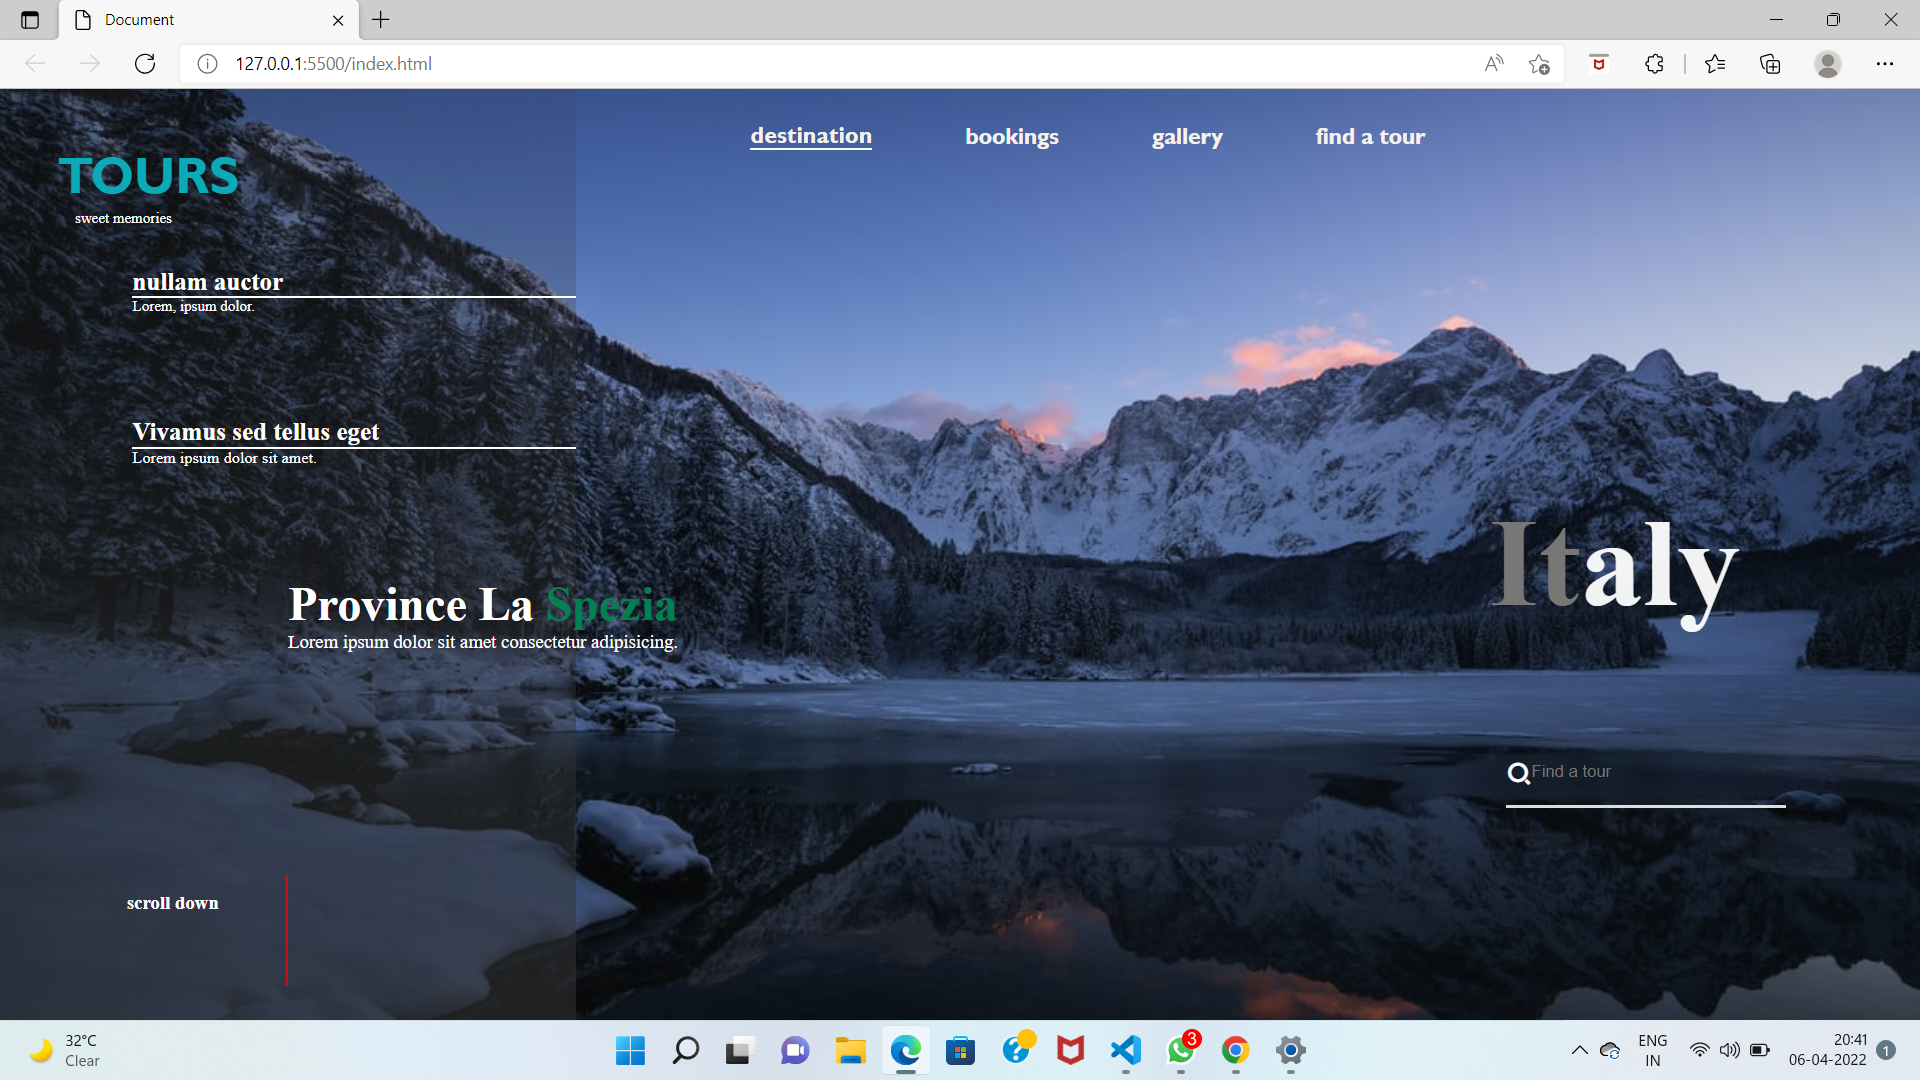 Document
127.0.0.1:5500/index.html
destination bookings gallery find a tour
TOURS
sweet memories
nullam auctor
Lorem, ipsum dolor.
Vivamus sed tellus eget
Lorem ipsum dolor sit amet.
Italy
Province La Spezia
Lorem ipsum dolor sit amet consectetur adipisicing.
Find a tour
scroll down
32°C
Clear
3
ENG
IN
20:41
06-04-2022
1